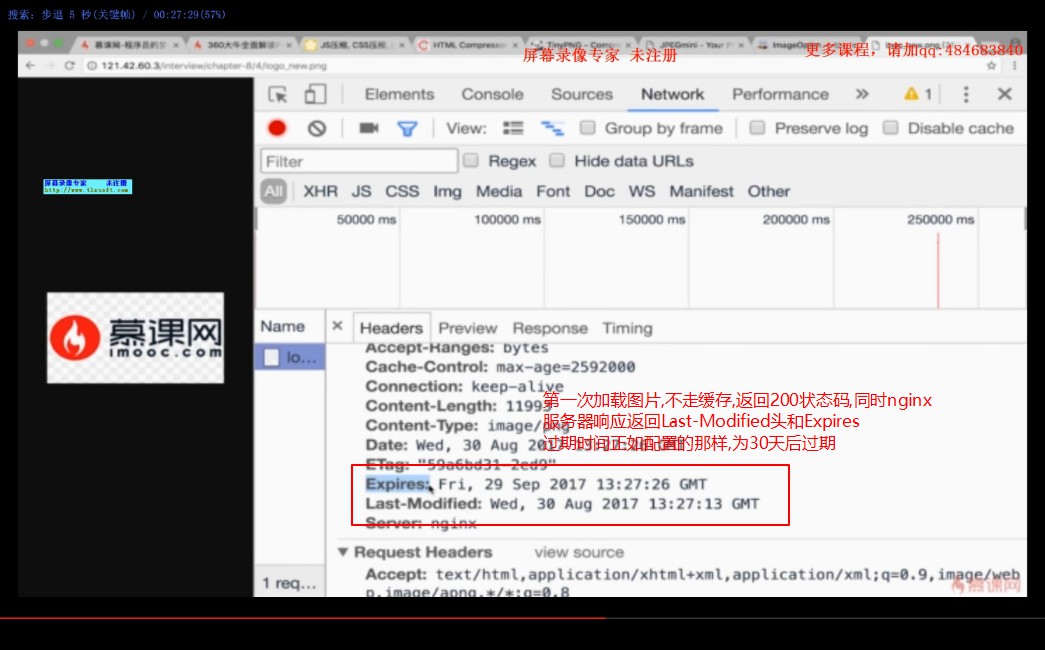 搜索: 步退 5 秒(关键帧) / 00:27:29(57%)
慕课网-程序员的梦 × 360大牛全面解读 × JS压缩, CSS压缩, × HTML Compressor × TinyPNG – Comp × JPEGmini - Your P × ImageOp
屏幕录像专家 未注册
更多课程，请加qq:484683840
121.42.60.3/interview/chapter-8/4/logo_new.png
Elements Console Sources Network Performance » 1
View: Group by frame Preserve log Disable cache
Filter Regex Hide data URLs
All XHR JS CSS Img Media Font Doc WS Manifest Other
屏幕录像专家 未注册
http://www.tlxsoft.com
50000 ms 100000 ms 150000 ms 200000 ms 250000 ms
慕课网
imooc.com
Name × Headers Preview Response Timing
lo...
Accept-Ranges: bytes
Cache-Control: max-age=2592000
Connection: keep-alive
Content-Length: 11993
Content-Type: image/png
Date: Wed, 30 Aug 2017 13:27:26 GMT
ETag: "59a6bd31-2ed9"
Expires: Fri, 29 Sep 2017 13:27:26 GMT
Last-Modified: Wed, 30 Aug 2017 13:27:13 GMT
Server: nginx
第一次加载图片,不走缓存,返回200状态码,同时nginx
服务器响应返回Last-Modified头和Expires
过期时间正如配置的那样,为30天后过期
▼ Request Headers view source
Accept: text/html,application/xhtml+xml,application/xml;q=0.9,image/web
p,image/apng,*/*;q=0.8
1 req...
慕课网